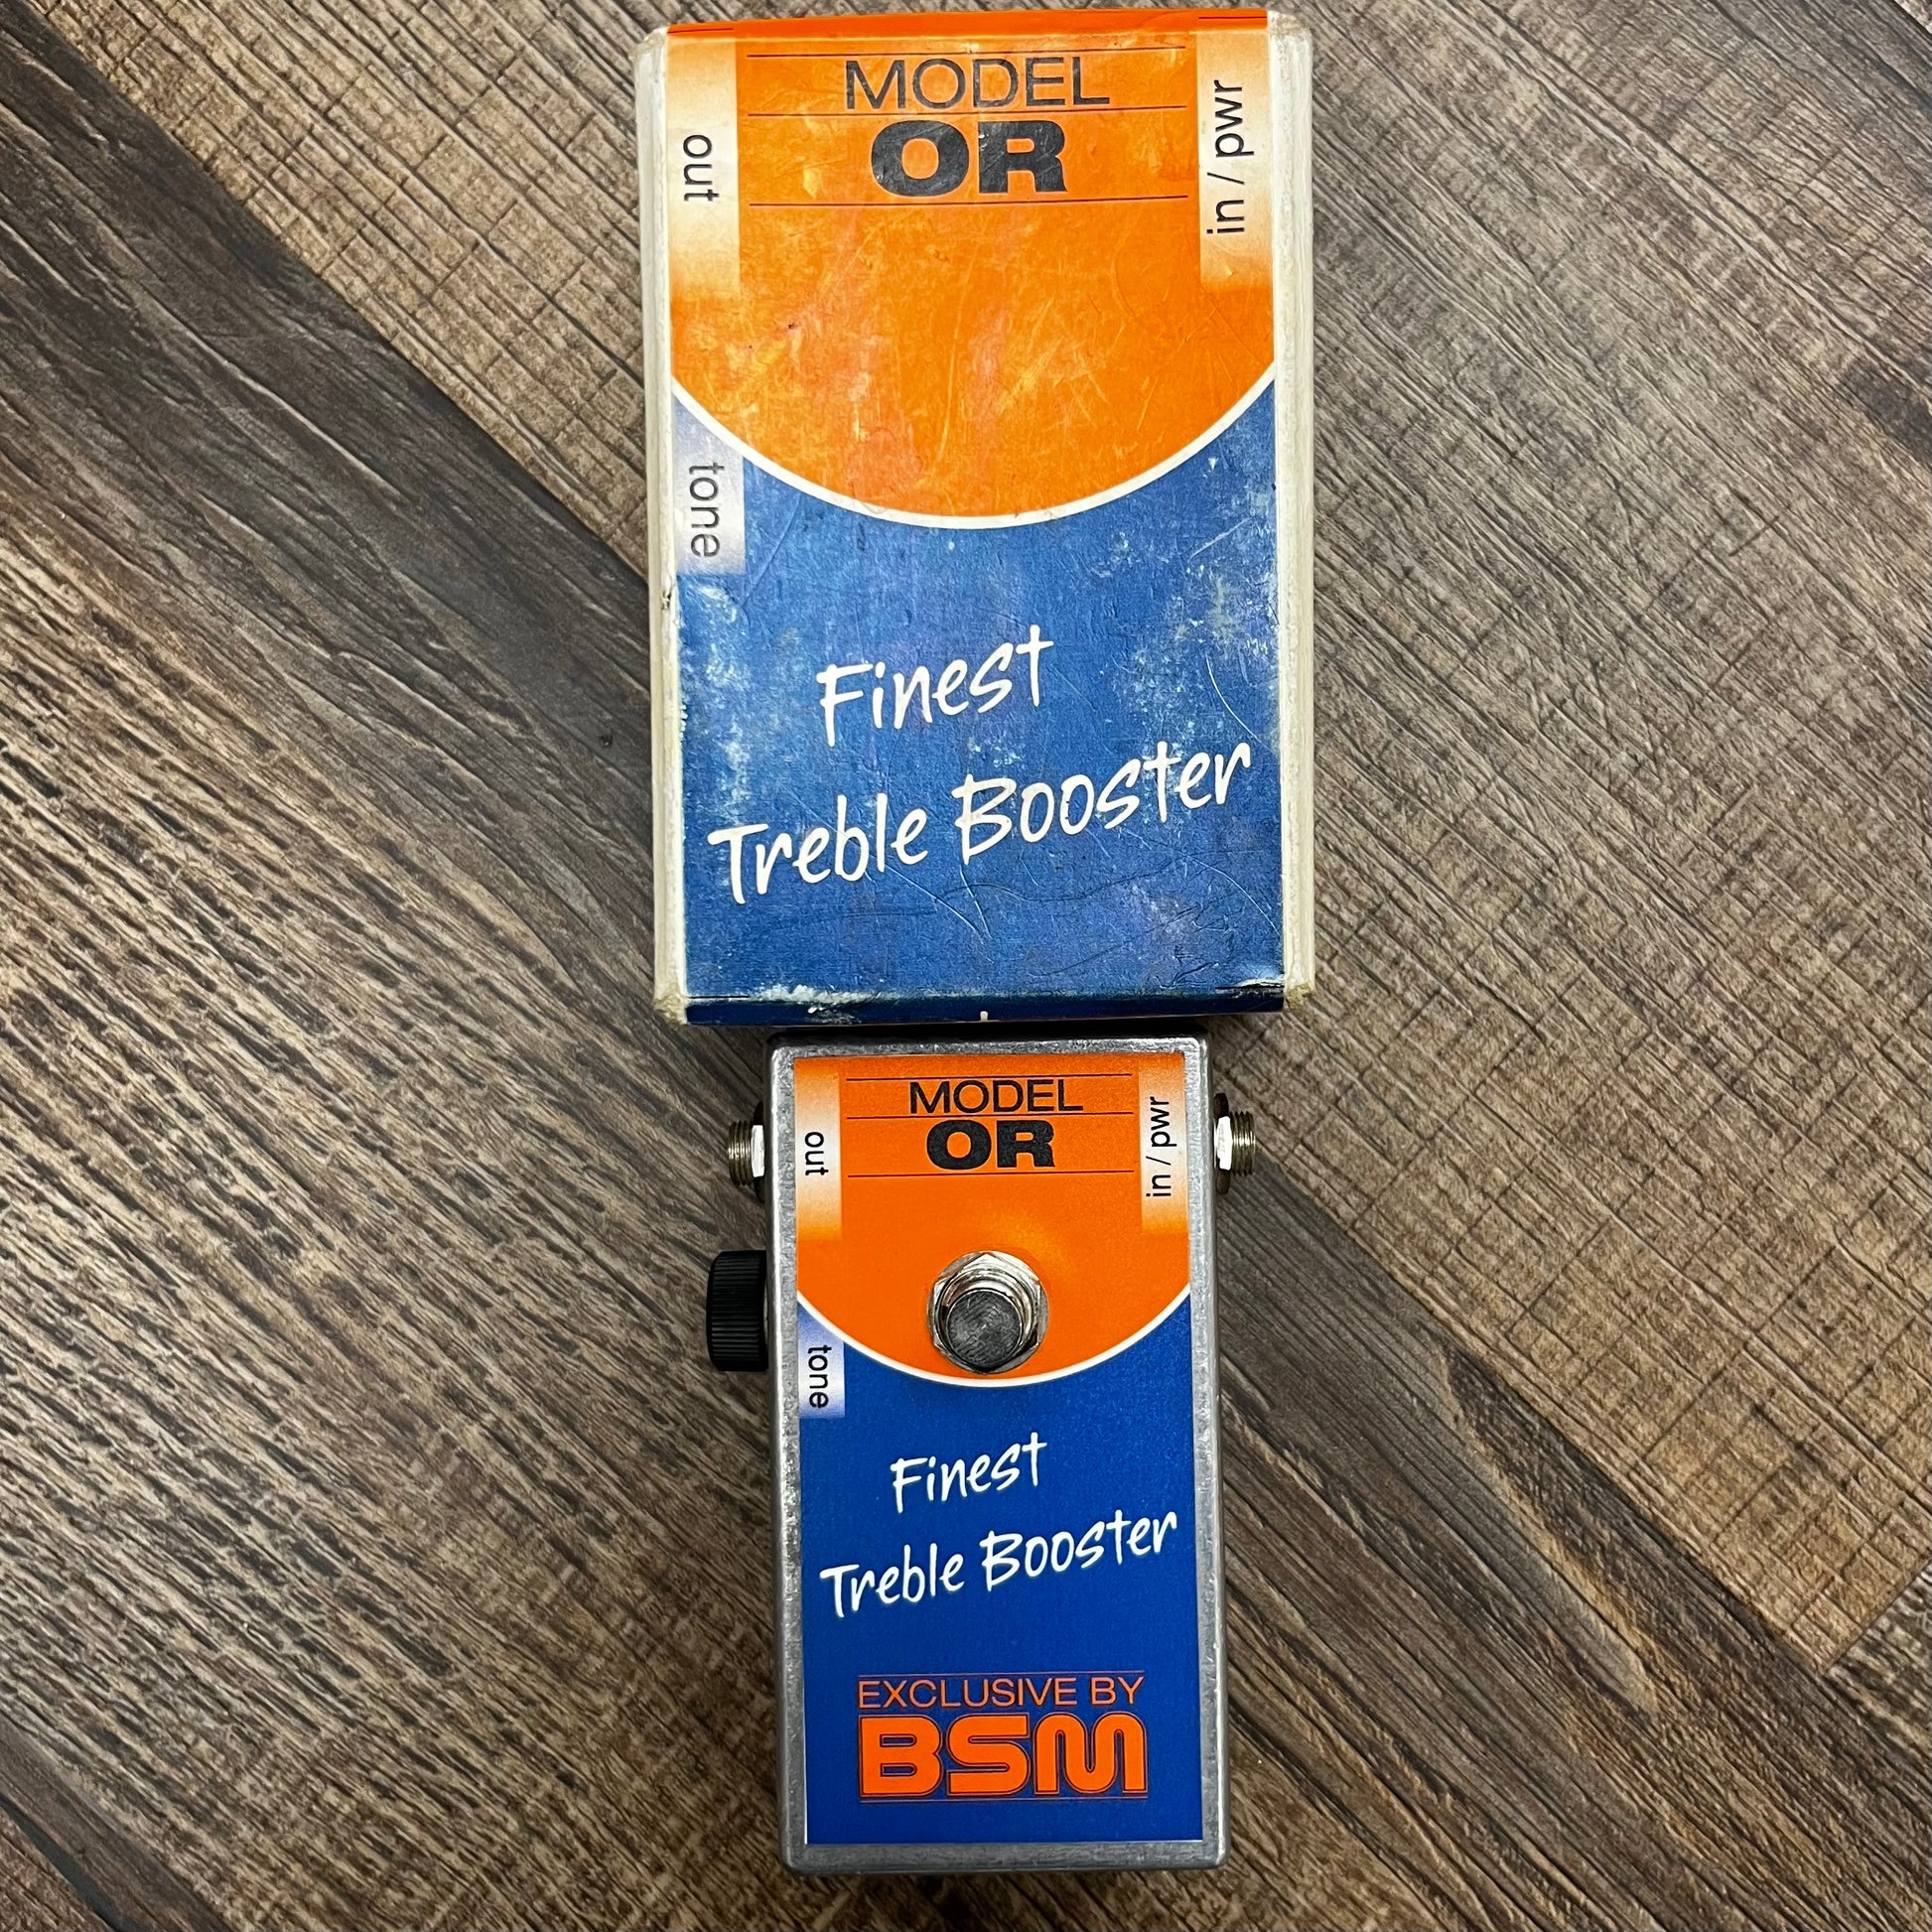 MODEL
OR
out
in / pwr
tone
Finest
Treble Booster
MODEL
OR
out
in / pwr
tone
Finest
Treble Booster
EXCLUSIVE BY
BSM